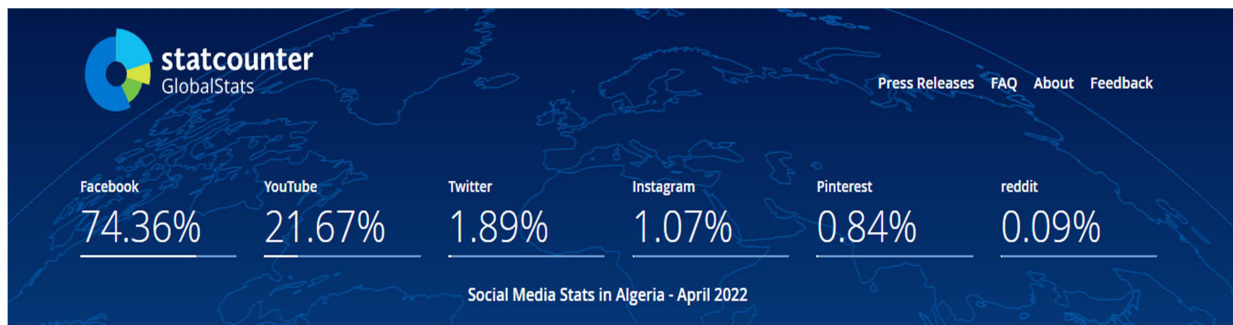 statcounter
GlobalStats
Press Releases FAQ About Feedback
Facebook YouTube Twitter Instagram Pinterest reddit
74.36% 21.67% 1.89% 1.07% 0.84% 0.09%
Social Media Stats in Algeria - April 2022